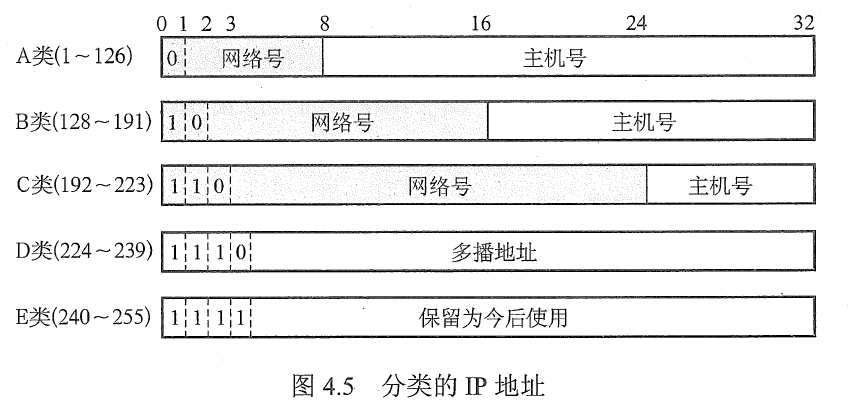 0 1 2 3 8 16 24 32
A类(1～126) 0 网络号 主机号
B类(128～191) 1 0 网络号 主机号
C类(192～223) 1 1 0 网络号 主机号
D类(224～239) 1 1 1 0 多播地址
E类(240～255) 1 1 1 1 保留为今后使用
图 4.5 分类的 IP 地址